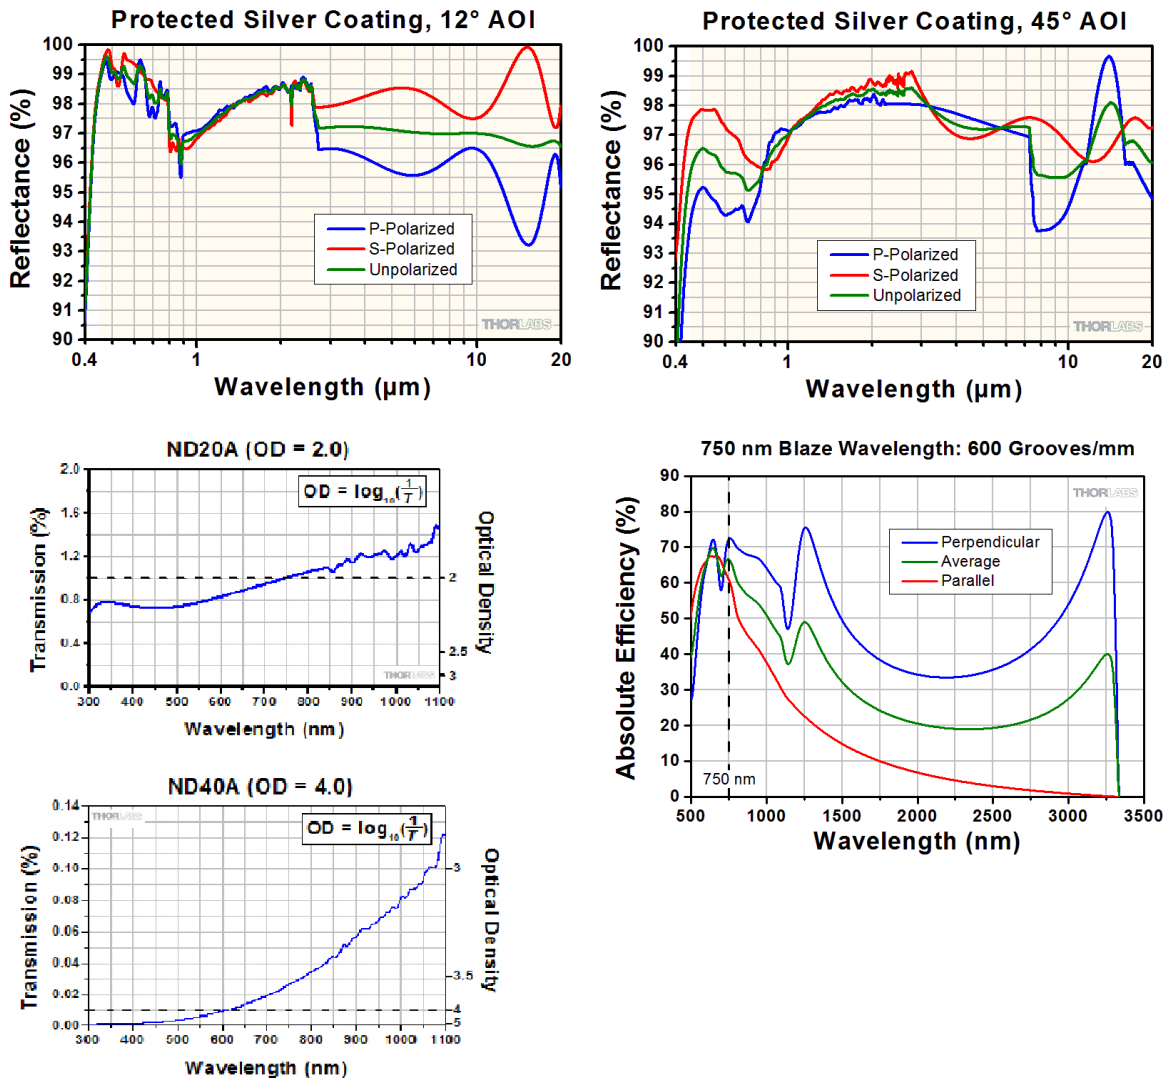 Protected Silver Coating, 12° AOI
100
99
98
97
96
95
94
93
92
91
90
Reflectance (%)
P-Polarized
S-Polarized
Unpolarized
THORLABS
0.4
1
10
20
Wavelength (µm)
Protected Silver Coating, 45° AOI
100
99
98
97
96
95
94
93
92
91
90
Reflectance (%)
P-Polarized
S-Polarized
Unpolarized
THORLABS
0.4
1
10
20
Wavelength (µm)
ND20A (OD = 2.0)
2.0
1.6
1.2
0.8
0.4
0.0
Transmission (%)
OD = log₁₀(1/T)
2
2.5
3
Optical Density
THORLABS
300 400 500 600 700 800 900 1000 1100
Wavelength (nm)
750 nm Blaze Wavelength: 600 Grooves/mm
90
80
70
60
50
40
30
20
10
0
Absolute Efficiency (%)
THORLABS
Perpendicular
Average
Parallel
750 nm
500 1000 1500 2000 2500 3000 3500
Wavelength (nm)
ND40A (OD = 4.0)
0.14
0.12
0.10
0.08
0.06
0.04
0.02
0.00
Transmission (%)
THORLABS
OD = log₁₀(1/T)
3
3.5
4
5
Optical Density
300 400 500 600 700 800 900 1000 1100
Wavelength (nm)